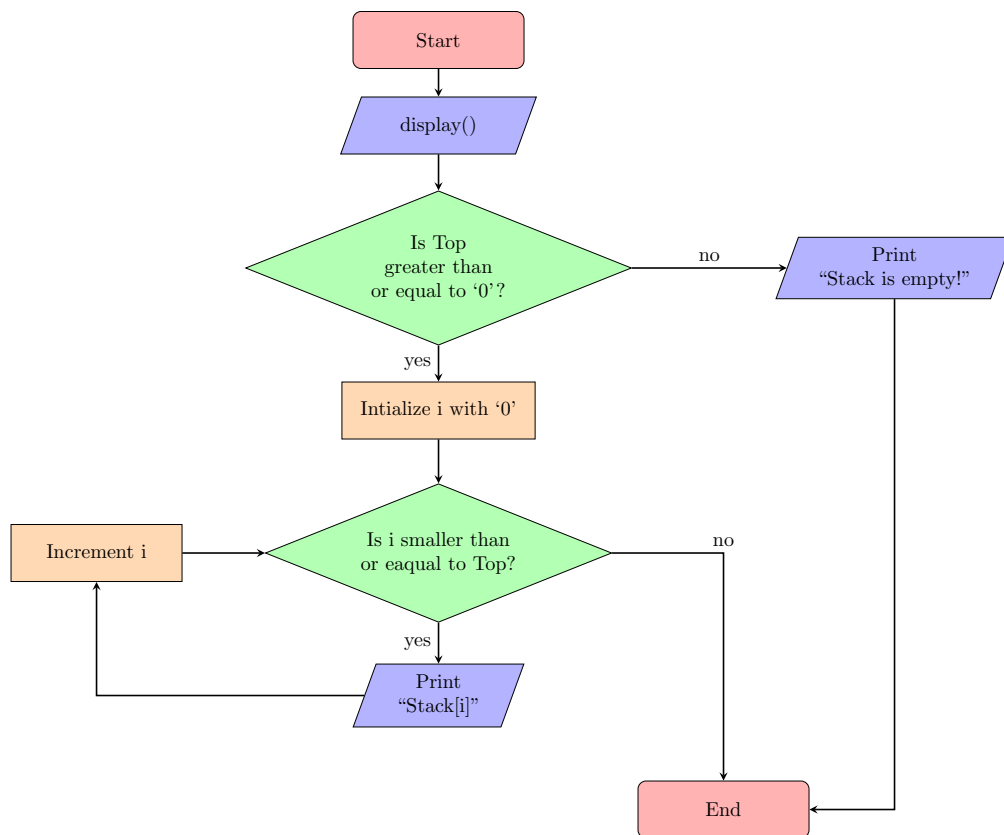 Start
display()
Is Top
greater than
or equal to ‘0’?
no
Print
“Stack is empty!”
yes
Intialize i with ‘0’
Increment i
Is i smaller than
or eaqual to Top?
no
yes
Print
“Stack[i]”
End